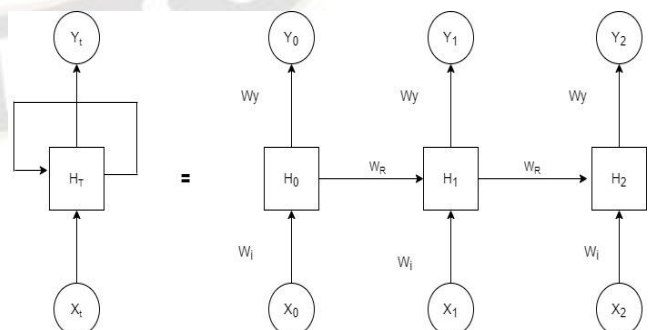 Yt Y0 Y1 Y2
Wy Wy Wy
HT = H0 WR H1 WR H2
Wi Wi Wi
Xt X0 X1 X2